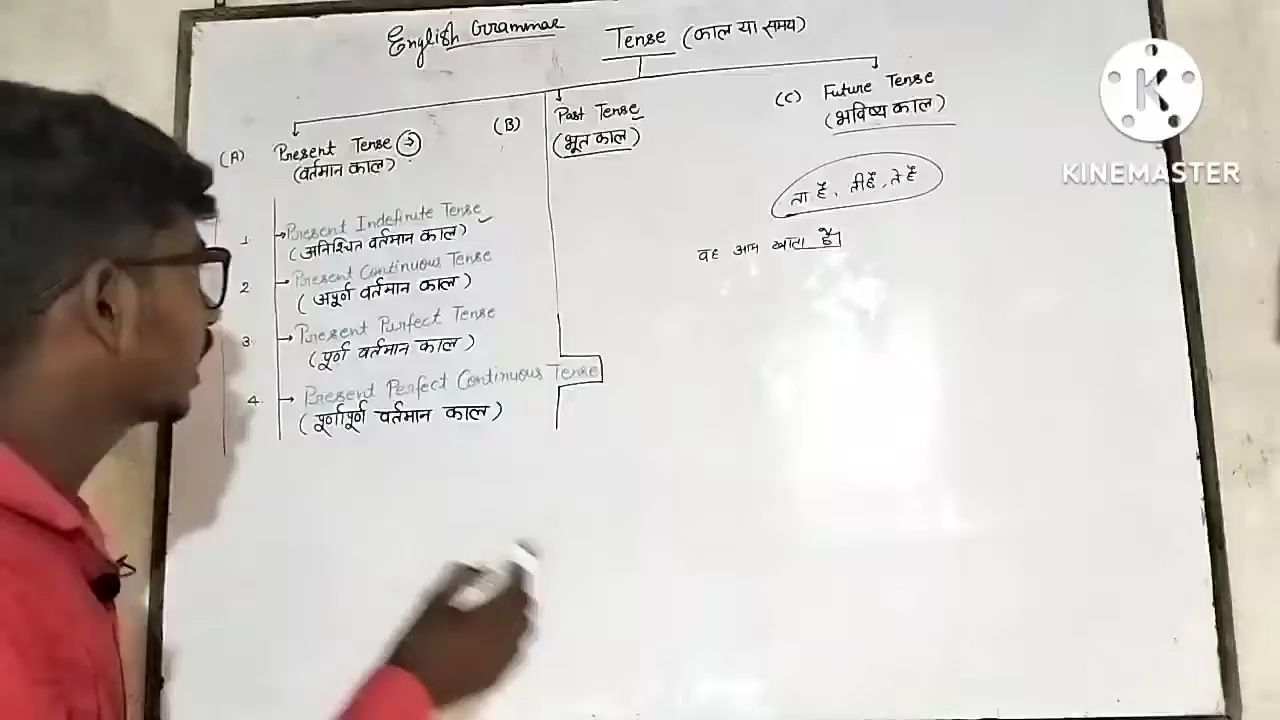 English Grammar
Tense (काल या समय)
(A) Present Tense →
(वर्तमान काल)
1. Present Indefinite Tense
(अनिश्चित वर्तमान काल)
2 Present Continuous Tense
(अपूर्ण वर्तमान काल)
3. Present Perfect Tense
(पूर्ण वर्तमान काल)
4. Present Perfect Continuous Tense
(पूर्णापूर्ण वर्तमान काल)
(B) Past Tense
(भूत काल)
(C) Future Tense
(भविष्य काल)
ता है, ती है, ते है
वह आम खाता है।
K
KINEMASTER